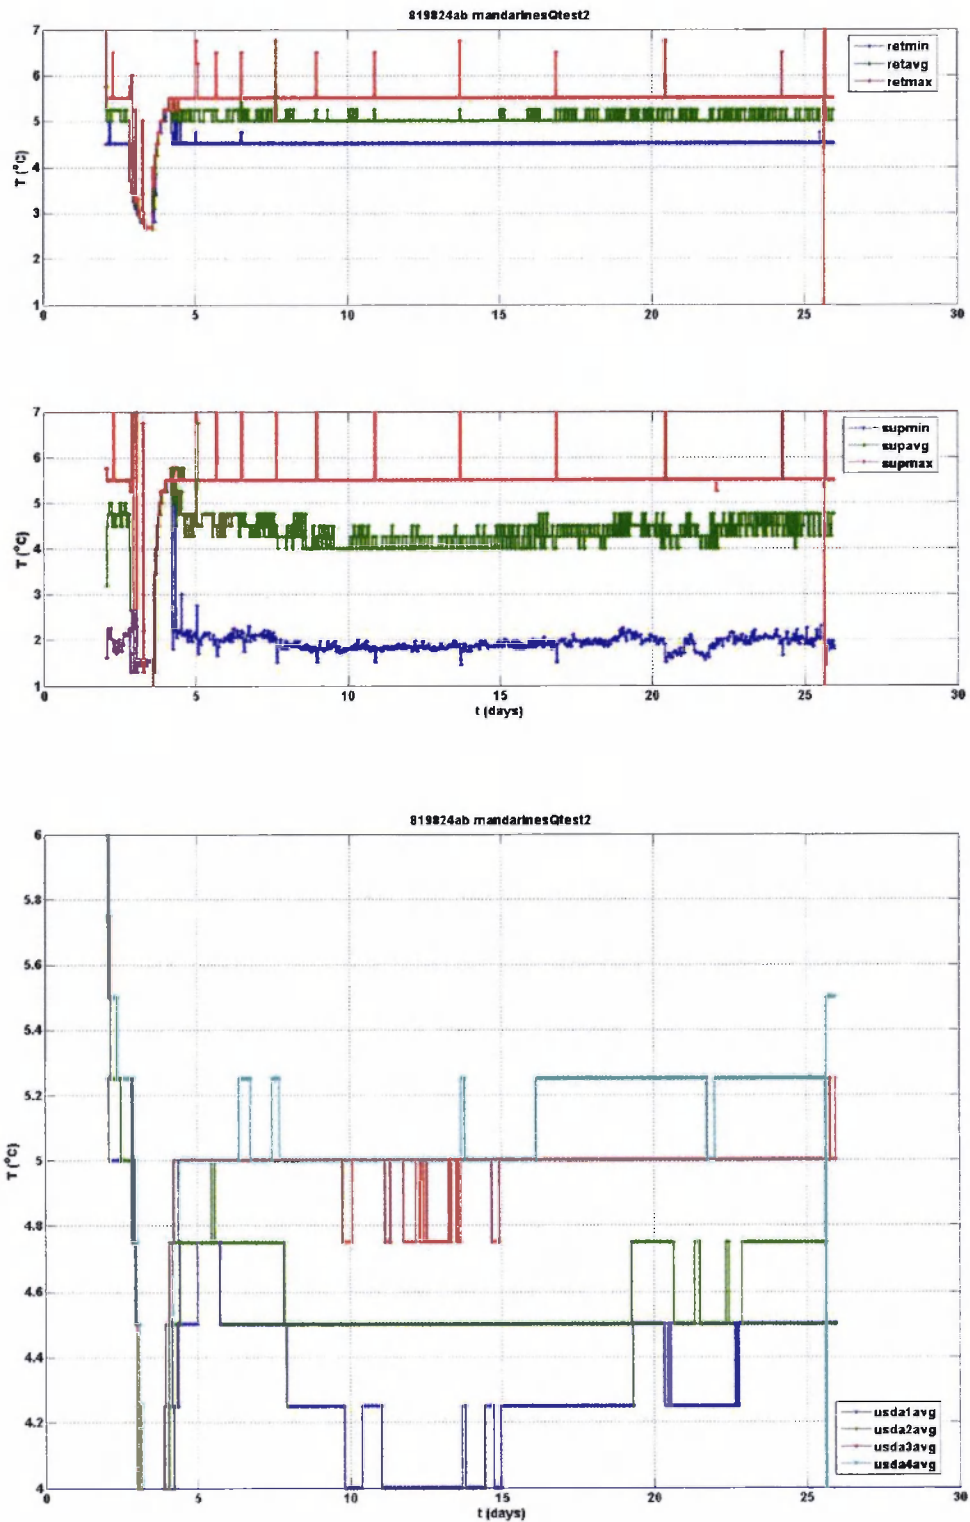 819824ab mandarinesQtest2
7
6
5
4
3
2
1
T (°C)
0 5 10 15 20 25 30
retmin
retavg
retmax
7
6
5
4
3
2
1
T (°C)
0 5 10 15 20 25 30
t (days)
supmin
supavg
supmax
819824ab mandarinesQtest2
6
5.8
5.6
5.4
5.2
5
4.8
4.6
4.4
4.2
4
T (°C)
0 5 10 15 20 25 30
t (days)
usda1avg
usda2avg
usda3avg
usda4avg